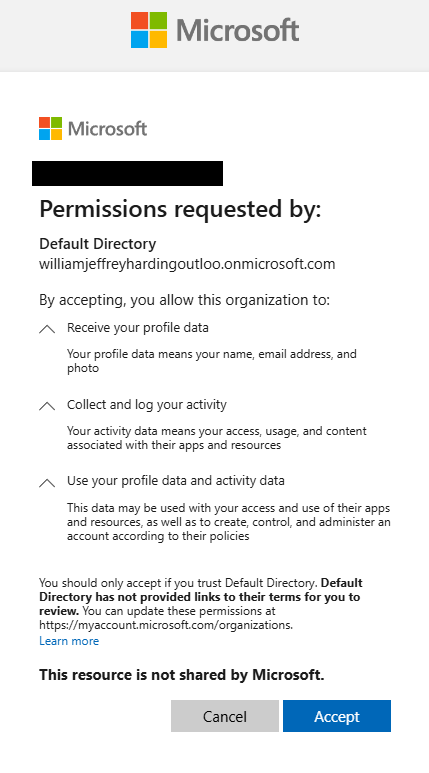 Microsoft
Microsoft
Permissions requested by:
Default Directory
williamjeffreyhardingoutloo.onmicrosoft.com
By accepting, you allow this organization to:
Receive your profile data
Your profile data means your name, email address, and
photo
Collect and log your activity
Your activity data means your access, usage, and content
associated with their apps and resources
Use your profile data and activity data
This data may be used with your access and use of their apps
and resources, as well as to create, control, and administer an
account according to their policies
You should only accept if you trust Default Directory. Default
Directory has not provided links to their terms for you to
review. You can update these permissions at
https://myaccount.microsoft.com/organizations.
Learn more
This resource is not shared by Microsoft.
Cancel
Accept